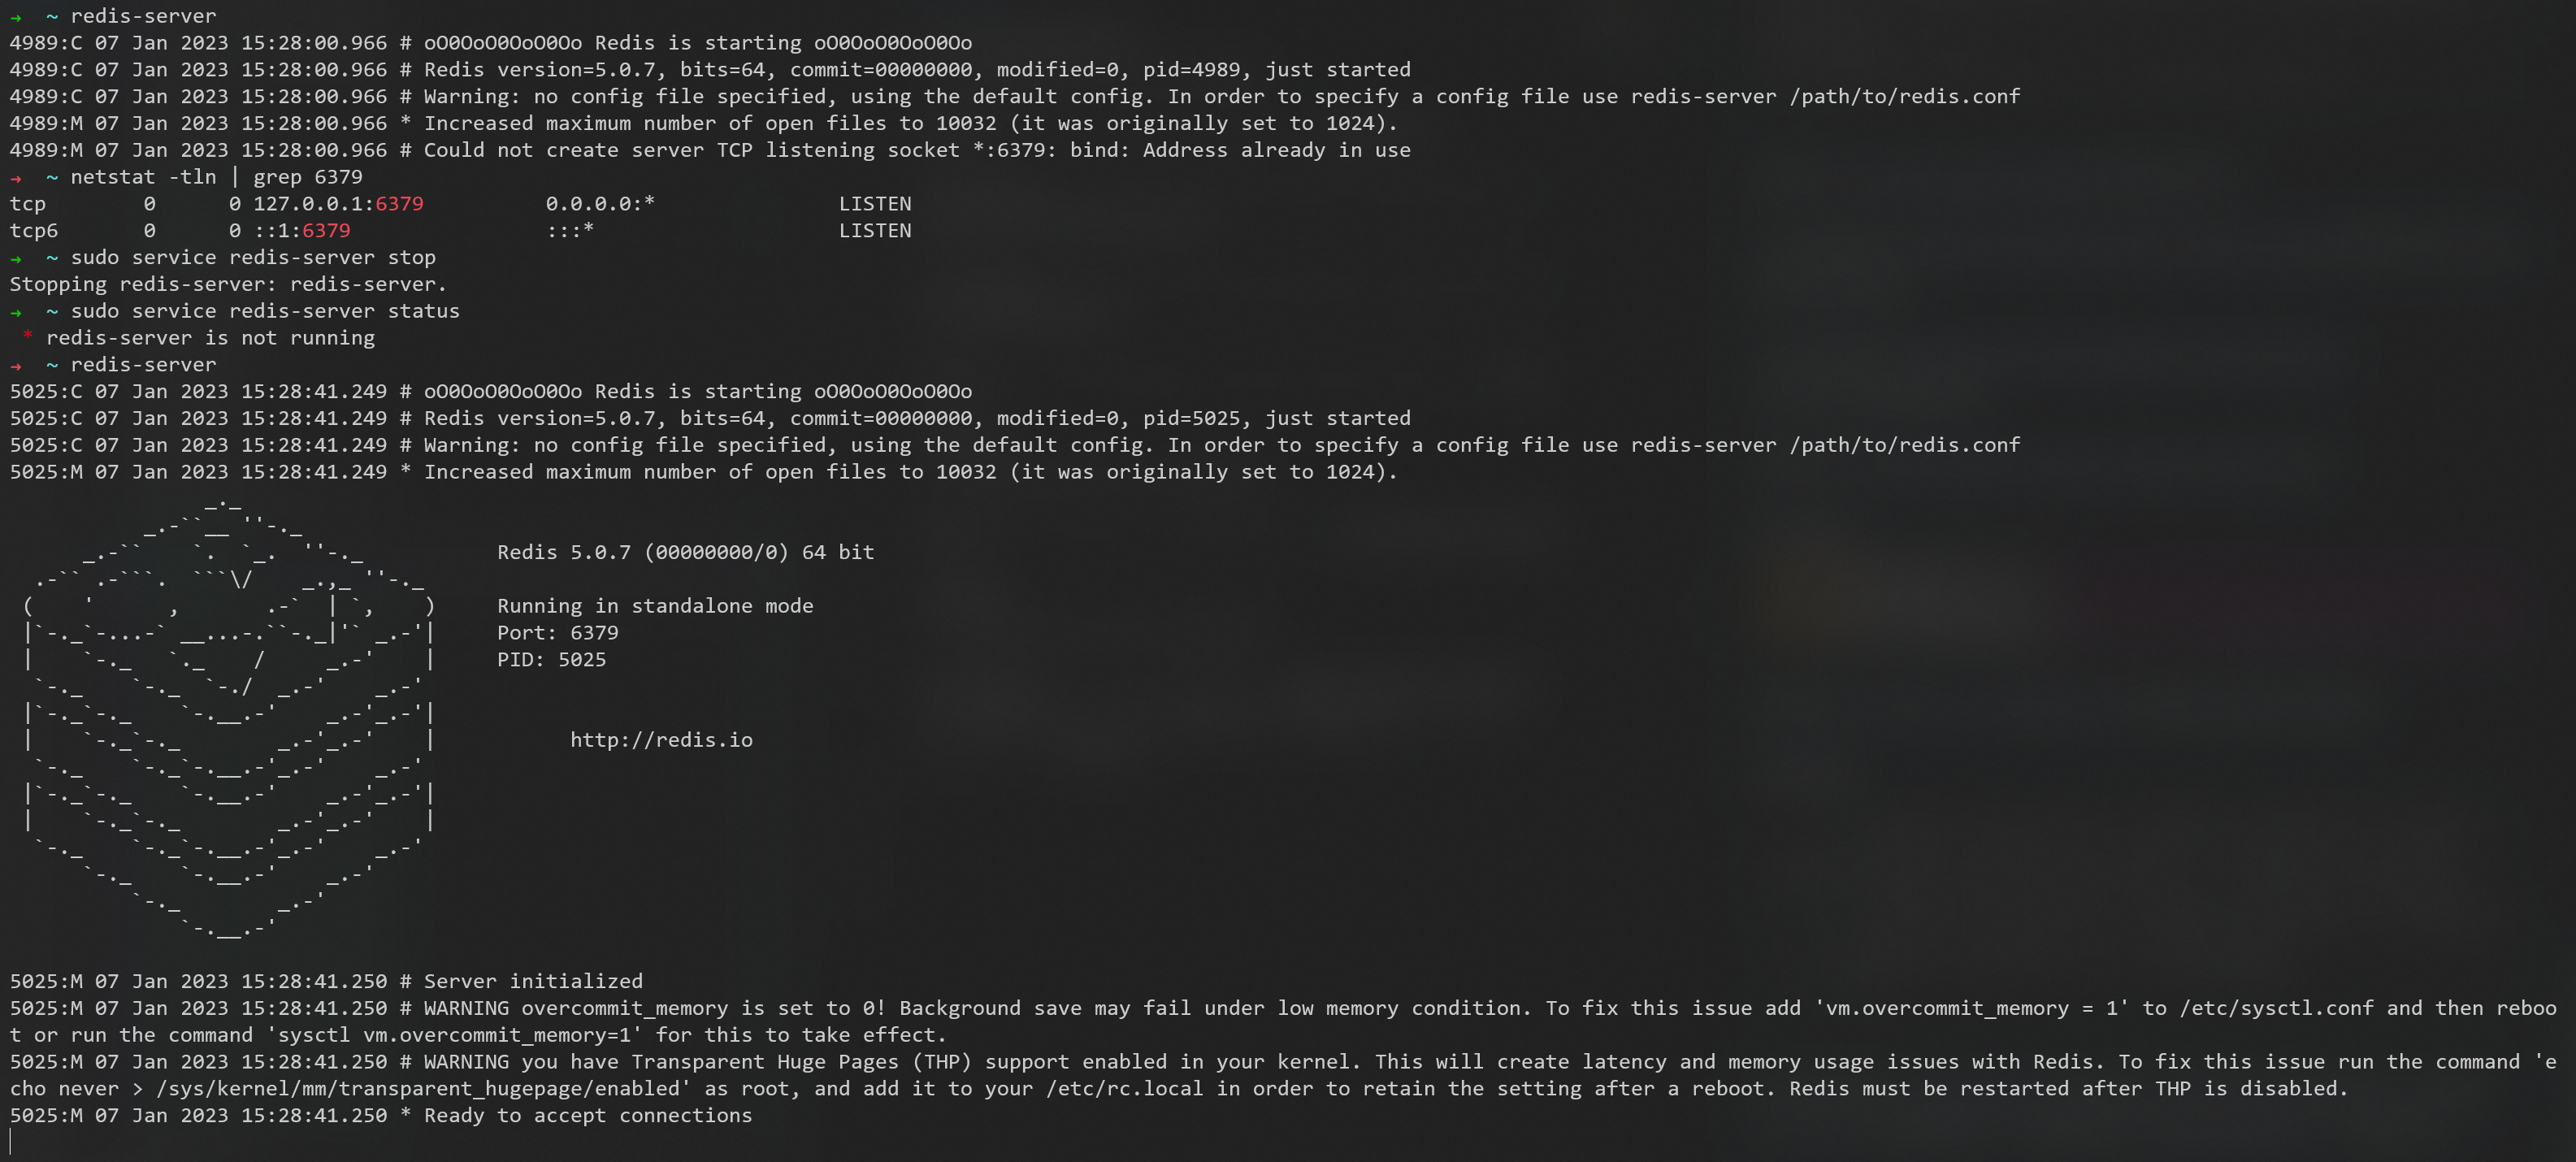 →  ~ redis-server
4989:C 07 Jan 2023 15:28:00.966 # oO0OoO0OoO0Oo Redis is starting oO0OoO0OoO0Oo
4989:C 07 Jan 2023 15:28:00.966 # Redis version=5.0.7, bits=64, commit=00000000, modified=0, pid=4989, just started
4989:C 07 Jan 2023 15:28:00.966 # Warning: no config file specified, using the default config. In order to specify a config file use redis-server /path/to/redis.conf
4989:M 07 Jan 2023 15:28:00.966 * Increased maximum number of open files to 10032 (it was originally set to 1024).
4989:M 07 Jan 2023 15:28:00.966 # Could not create server TCP listening socket *:6379: bind: Address already in use
→  ~ netstat -tln | grep 6379
tcp        0      0 127.0.0.1:6379          0.0.0.0:*               LISTEN
tcp6       0      0 ::1:6379                :::*                    LISTEN
→  ~ sudo service redis-server stop
Stopping redis-server: redis-server.
→  ~ sudo service redis-server status
 * redis-server is not running
→  ~ redis-server
5025:C 07 Jan 2023 15:28:41.249 # oO0OoO0OoO0Oo Redis is starting oO0OoO0OoO0Oo
5025:C 07 Jan 2023 15:28:41.249 # Redis version=5.0.7, bits=64, commit=00000000, modified=0, pid=5025, just started
5025:C 07 Jan 2023 15:28:41.249 # Warning: no config file specified, using the default config. In order to specify a config file use redis-server /path/to/redis.conf
5025:M 07 Jan 2023 15:28:41.249 * Increased maximum number of open files to 10032 (it was originally set to 1024).
Redis 5.0.7 (00000000/0) 64 bit
Running in standalone mode
Port: 6379
PID: 5025
http://redis.io
5025:M 07 Jan 2023 15:28:41.250 # Server initialized
5025:M 07 Jan 2023 15:28:41.250 # WARNING overcommit_memory is set to 0! Background save may fail under low memory condition. To fix this issue add 'vm.overcommit_memory = 1' to /etc/sysctl.conf and then reboo
t or run the command 'sysctl vm.overcommit_memory=1' for this to take effect.
5025:M 07 Jan 2023 15:28:41.250 # WARNING you have Transparent Huge Pages (THP) support enabled in your kernel. This will create latency and memory usage issues with Redis. To fix this issue run the command 'e
cho never > /sys/kernel/mm/transparent_hugepage/enabled' as root, and add it to your /etc/rc.local in order to retain the setting after a reboot. Redis must be restarted after THP is disabled.
5025:M 07 Jan 2023 15:28:41.250 * Ready to accept connections